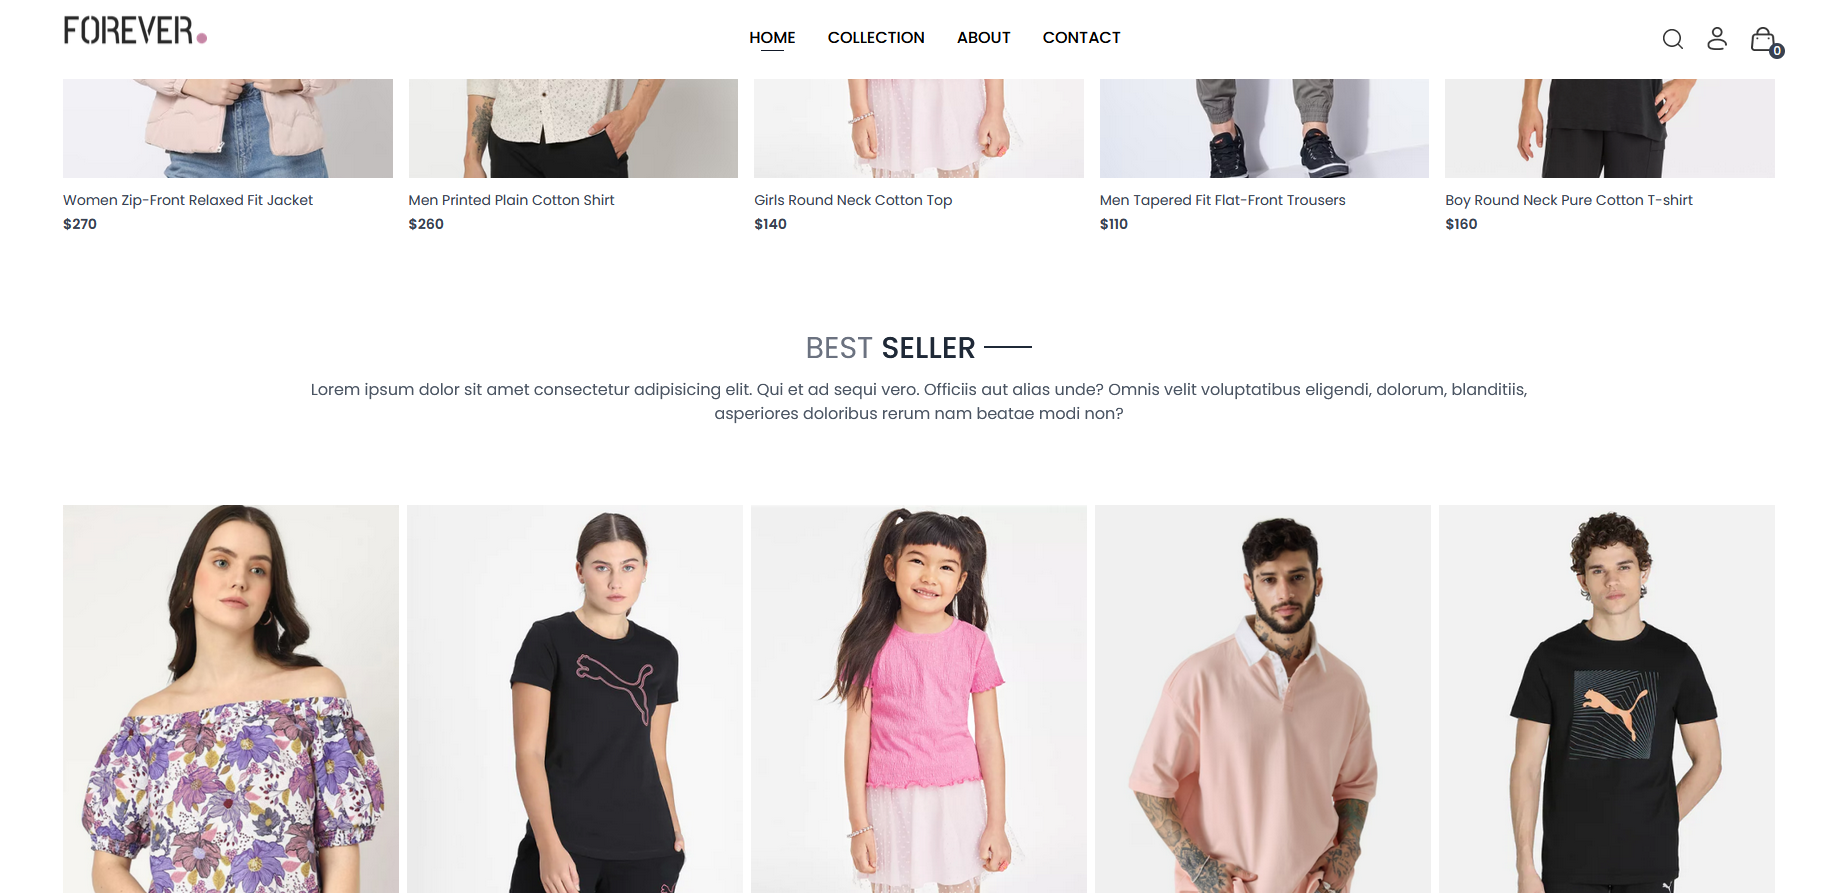 FOREVER.
HOME COLLECTION ABOUT CONTACT
0
Women Zip-Front Relaxed Fit Jacket
$270
Men Printed Plain Cotton Shirt
$260
Girls Round Neck Cotton Top
$140
Men Tapered Fit Flat-Front Trousers
$110
Boy Round Neck Pure Cotton T-shirt
$160
BEST SELLER
Lorem ipsum dolor sit amet consectetur adipisicing elit. Qui et ad sequi vero. Officiis aut alias unde? Omnis velit voluptatibus eligendi, dolorum, blanditiis,
asperiores doloribus rerum nam beatae modi non?